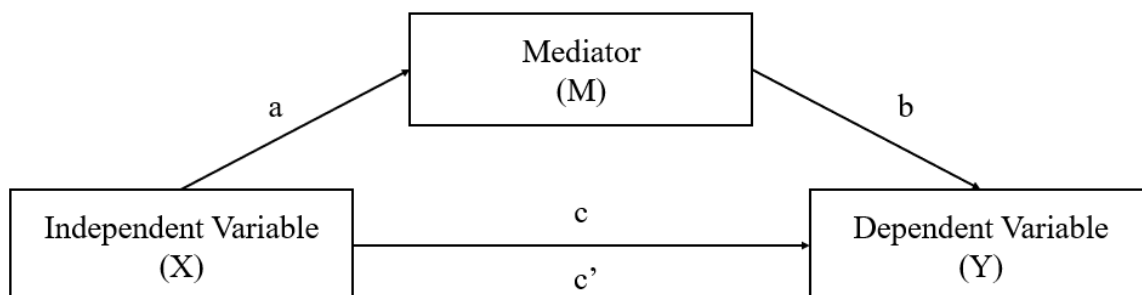 Mediator
(M)
a
b
Independent Variable
(X)
c
c’
Dependent Variable
(Y)